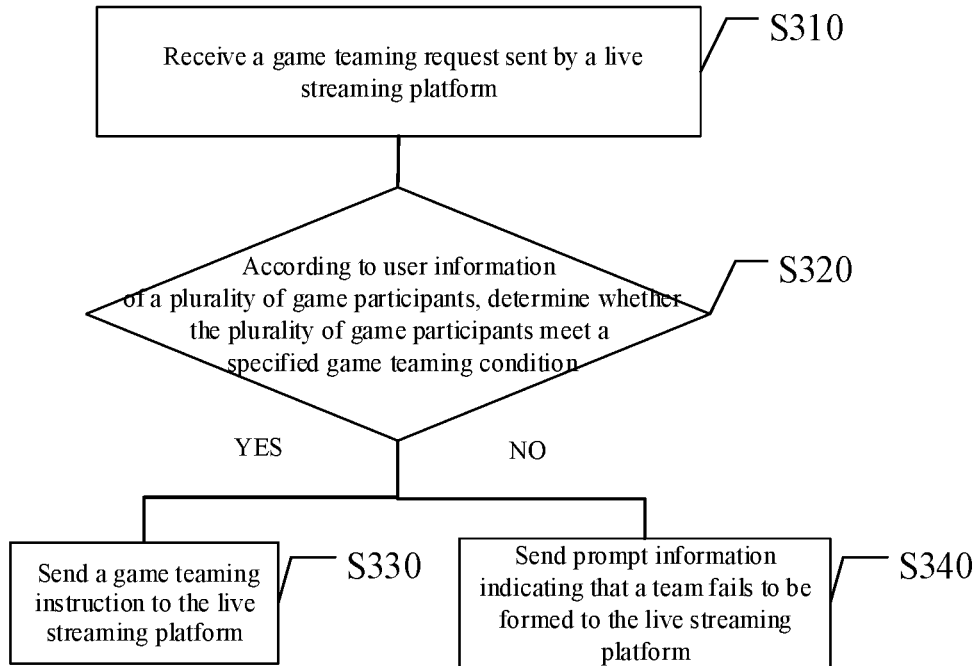 S310
Receive a game teaming request sent by a live
streaming platform
S320
According to user information
of a plurality of game participants, determine whether
the plurality of game participants meet a
specified game teaming condition
YES
NO
Send a game teaming
instruction to the live
streaming platform
S330
Send prompt information
indicating that a team fails to be
formed to the live streaming
platform
S340